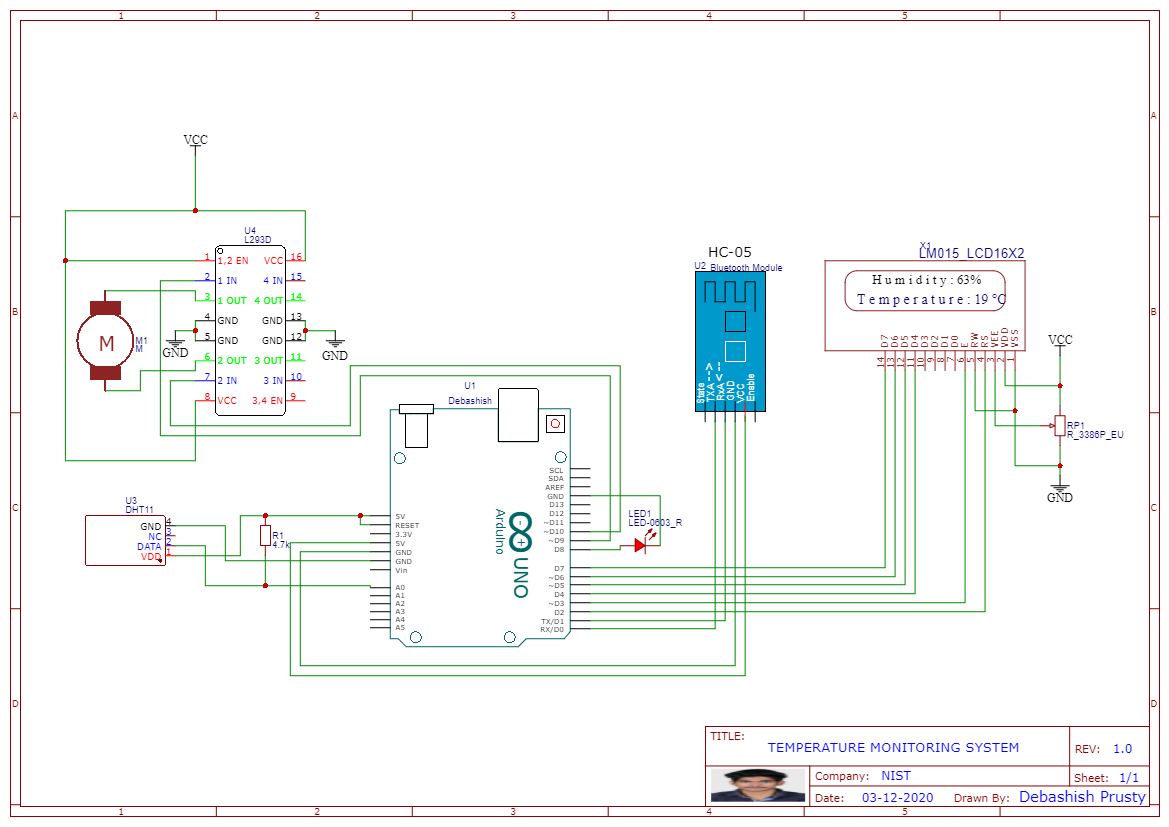 1 2 3 4 5
A A
B B
C C
D D
VCC
U4
L293D
1 1,2 EN VCC 16
2 1 IN 4 IN 15
3 1 OUT 4 OUT 14
4 GND GND 13
5 GND GND 12
6 2 OUT 3 OUT 11
7 2 IN 3 IN 10
8 VCC 3,4 EN 9
GND
GND
M
M1
M
HC-05
U2 Bluetooth Module
State
TXA
RxA
GND
VCC
Enable
X1
LM015 LCD16X2
Humidity:63%
Temperature:19°C
D7 D6 D5 D4 D3 D2 D1 D0 E RW RS VEE VDD VSS
14 13 12 11 10 9 8 7 6 5 4 3 2 1
VCC
RP1
R_3386P_EU
GND
U1
Debashish
5V
RESET
3.3V
5V
GND
GND
Vin
A0
A1
A2
A3
A4
A5
Arduino
UNO
SCL
SDA
AREF
GND
D13
D12
~D11
~D10
~D9
D8
D7
~D6
~D5
D4
~D3
D2
TX/D1
RX/D0
LED1
LED-0603_R
U3
DHT11
GND 4
NC 3
DATA 2
VDD 1
R1
4.7k
TITLE:
TEMPERATURE MONITORING SYSTEM
REV: 1.0
Company: NIST
Sheet: 1/1
Date: 03-12-2020 Drawn By: Debashish Prusty
1 2 3 4 5